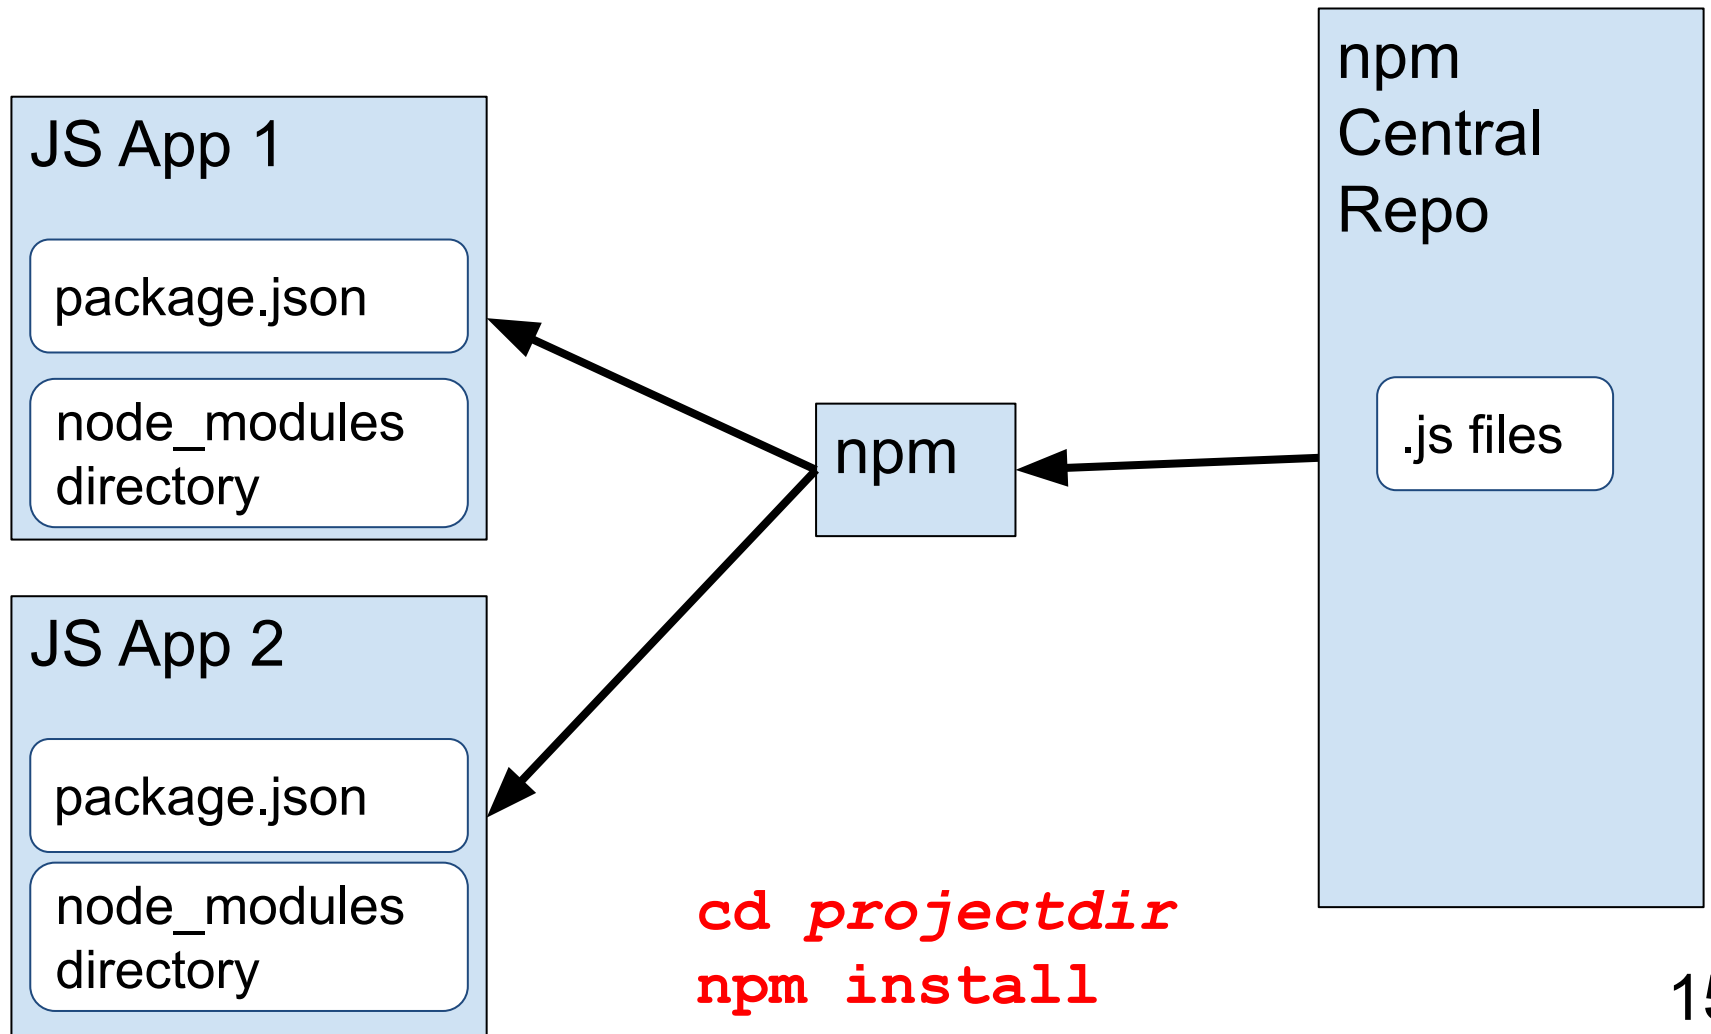 JS App 1
package.json
node_modules
directory
JS App 2
package.json
node_modules
directory
npm
npm
Central
Repo
.js files
cd projectdir
npm install
15